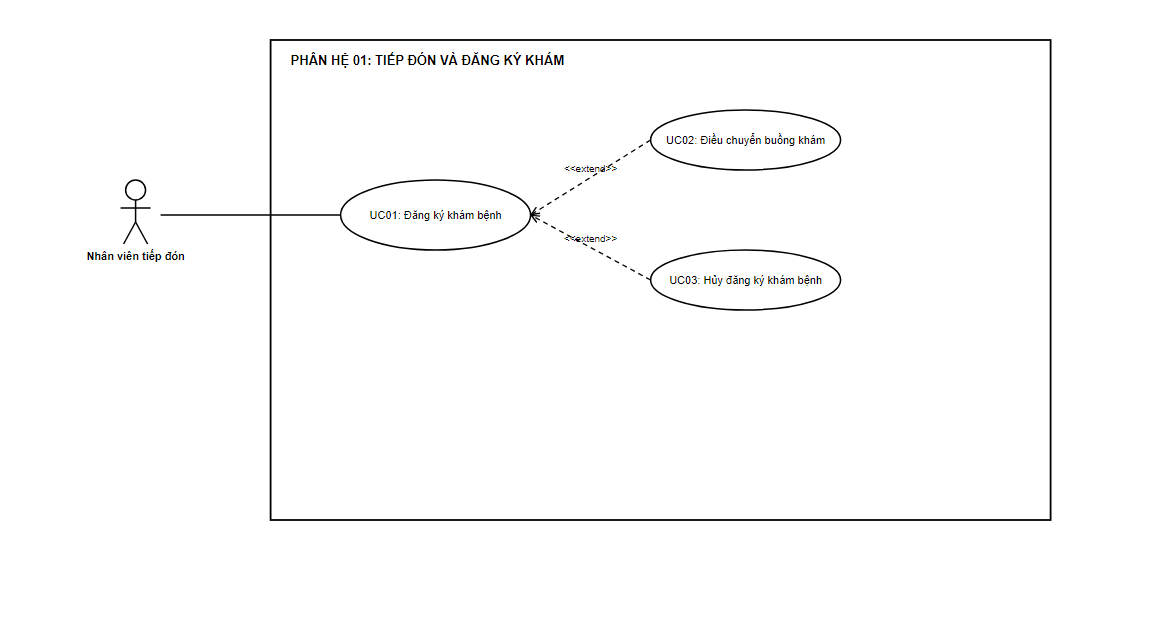 PHÂN HỆ 01: TIẾP ĐÓN VÀ ĐĂNG KÝ KHÁM
UC02: Điều chuyển buồng khám
<<extend>>
UC01: Đăng ký khám bệnh
<<extend>>
Nhân viên tiếp đón
UC03: Hủy đăng ký khám bệnh